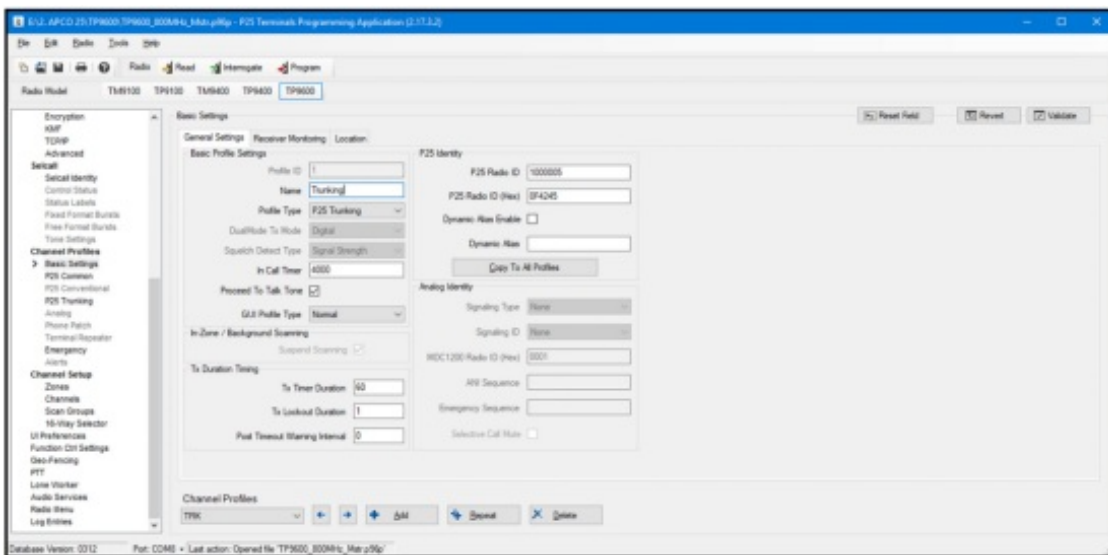 E:\2. APCO 25\TP9600\TP9600_800MHz_Mstr.p96p - P25 Terminals Programming Application (2.17.3.2)
File Edit Radio Tools Help
Radio Read Interrogate Program
Radio Model TM9100 TP9100 TM9400 TP9400 TP9600
Basic Settings Reset Field Revert Validate
General Settings Receiver Monitoring Location
Encryption
KMF
TCP/IP
Advanced
Selcall
Selcall Identity
Control Status
Status Labels
Fixed Format Bursts
Free Format Bursts
Tone Settings
Channel Profiles
> Basic Settings
P25 Common
P25 Conventional
P25 Trunking
Analog
Phone Patch
Terminal Repeater
Emergency
Alerts
Channel Setup
Zones
Channels
Scan Groups
16-Way Selector
UI Preferences
Function Ctrl Settings
Geo-Fencing
PTT
Lone Worker
Audio Services
Radio Menu
Log Entries
Basic Profile Settings
Profile ID 1
Name Trunking
Profile Type P25 Trunking
DualMode Tx Mode Digital
Squelch Detect Type Signal Strength
In Call Timer 4000
Proceed To Talk Tone
GUI Profile Type Normal
In-Zone / Background Scanning
Suspend Scanning
Tx Duration Timing
Tx Timer Duration 60
Tx Lockout Duration 1
Post Timeout Warning Interval 0
P25 Identity
P25 Radio ID 1000005
P25 Radio ID (Hex) 0F4245
Dynamic Alias Enable
Dynamic Alias
Copy To All Profiles
Analog Identity
Signaling Type None
Signaling ID None
MDC1200 Radio ID (Hex) 0001
ANI Sequence
Emergency Sequence
Selective Call Mute
Channel Profiles
TRK Add Repeat Delete
Database Version: 0312 Port: COM8 Last action: Opened file 'TP9600_800MHz_Mstr.p96p'